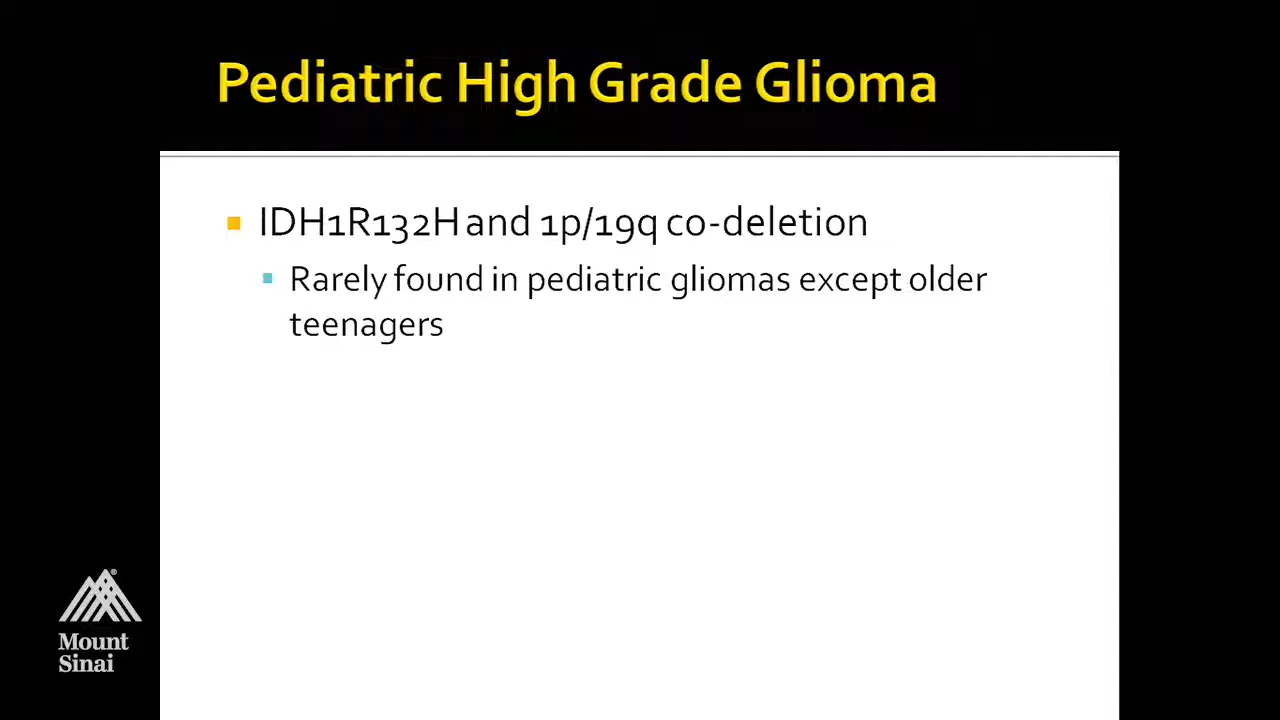 Pediatric High Grade Glioma
IDH1R132H and 1p/19q co-deletion
Rarely found in pediatric gliomas except older
teenagers
Mount
Sinai